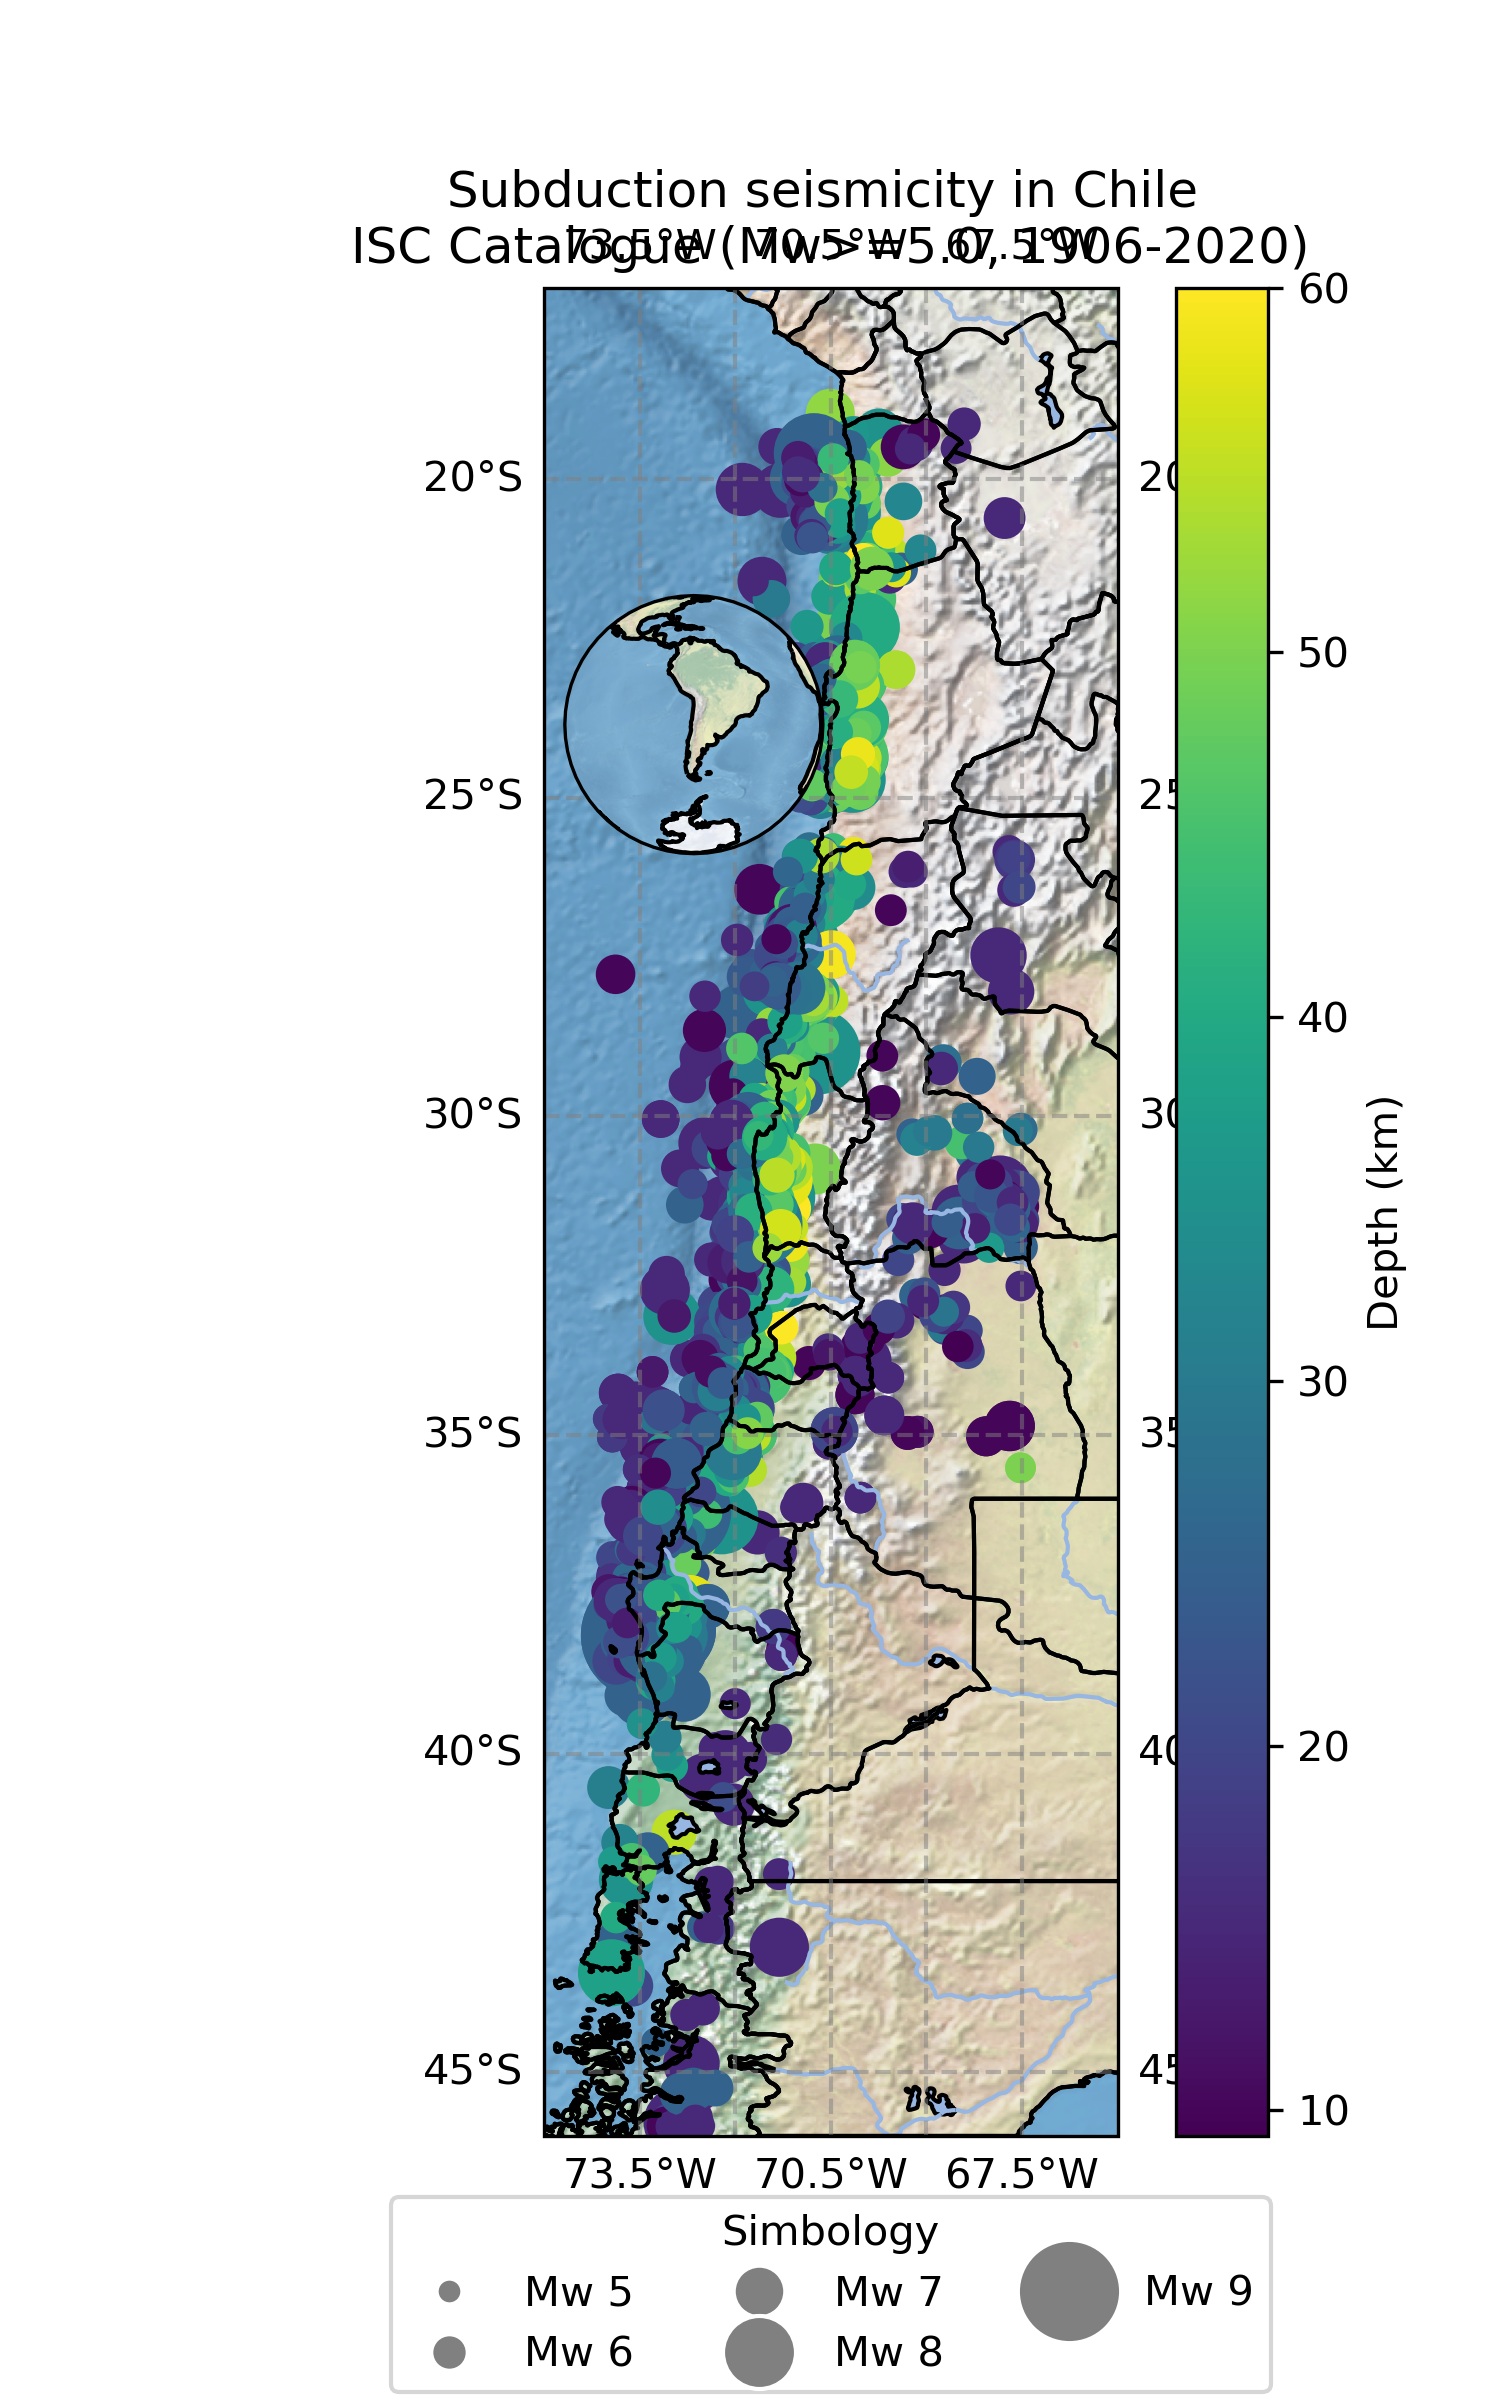 Subduction seismicity in Chile
ISC Catalogue (Mw>=5.0, 1906-2020)
73.5°W 70.5°W 67.5°W
60
20°S 20
50
25°S 25
40
30°S 30
Depth (km)
30
35°S 35
20
40°S 40
45°S 45
10
73.5°W 70.5°W 67.5°W
Simbology
Mw 5 Mw 7 Mw 9
Mw 6 Mw 8